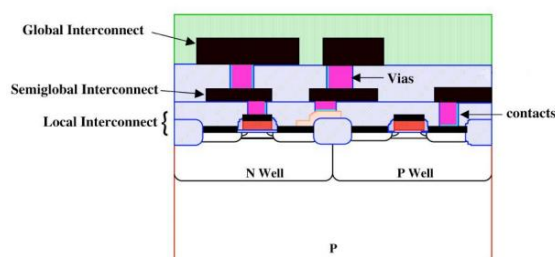 Global Interconnect
Vias
Semiglobal Interconnect
contacts
Local Interconnect
N Well
P Well
P